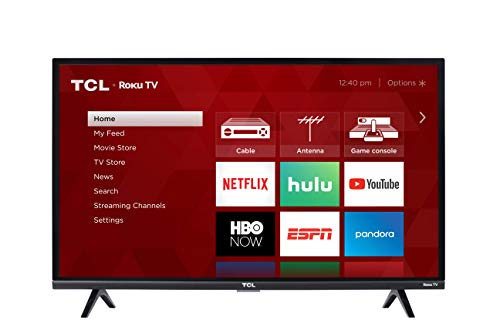 TCL • Roku TV
12:40 pm | Options ✳
Home
My Feed
Movie Store
TV Store
News
Search
Streaming Channels
Settings
Cable
Antenna
Game console
NETFLIX
hulu
YouTube
HBO
NOW
ESPN
pandora
TCL
Roku TV